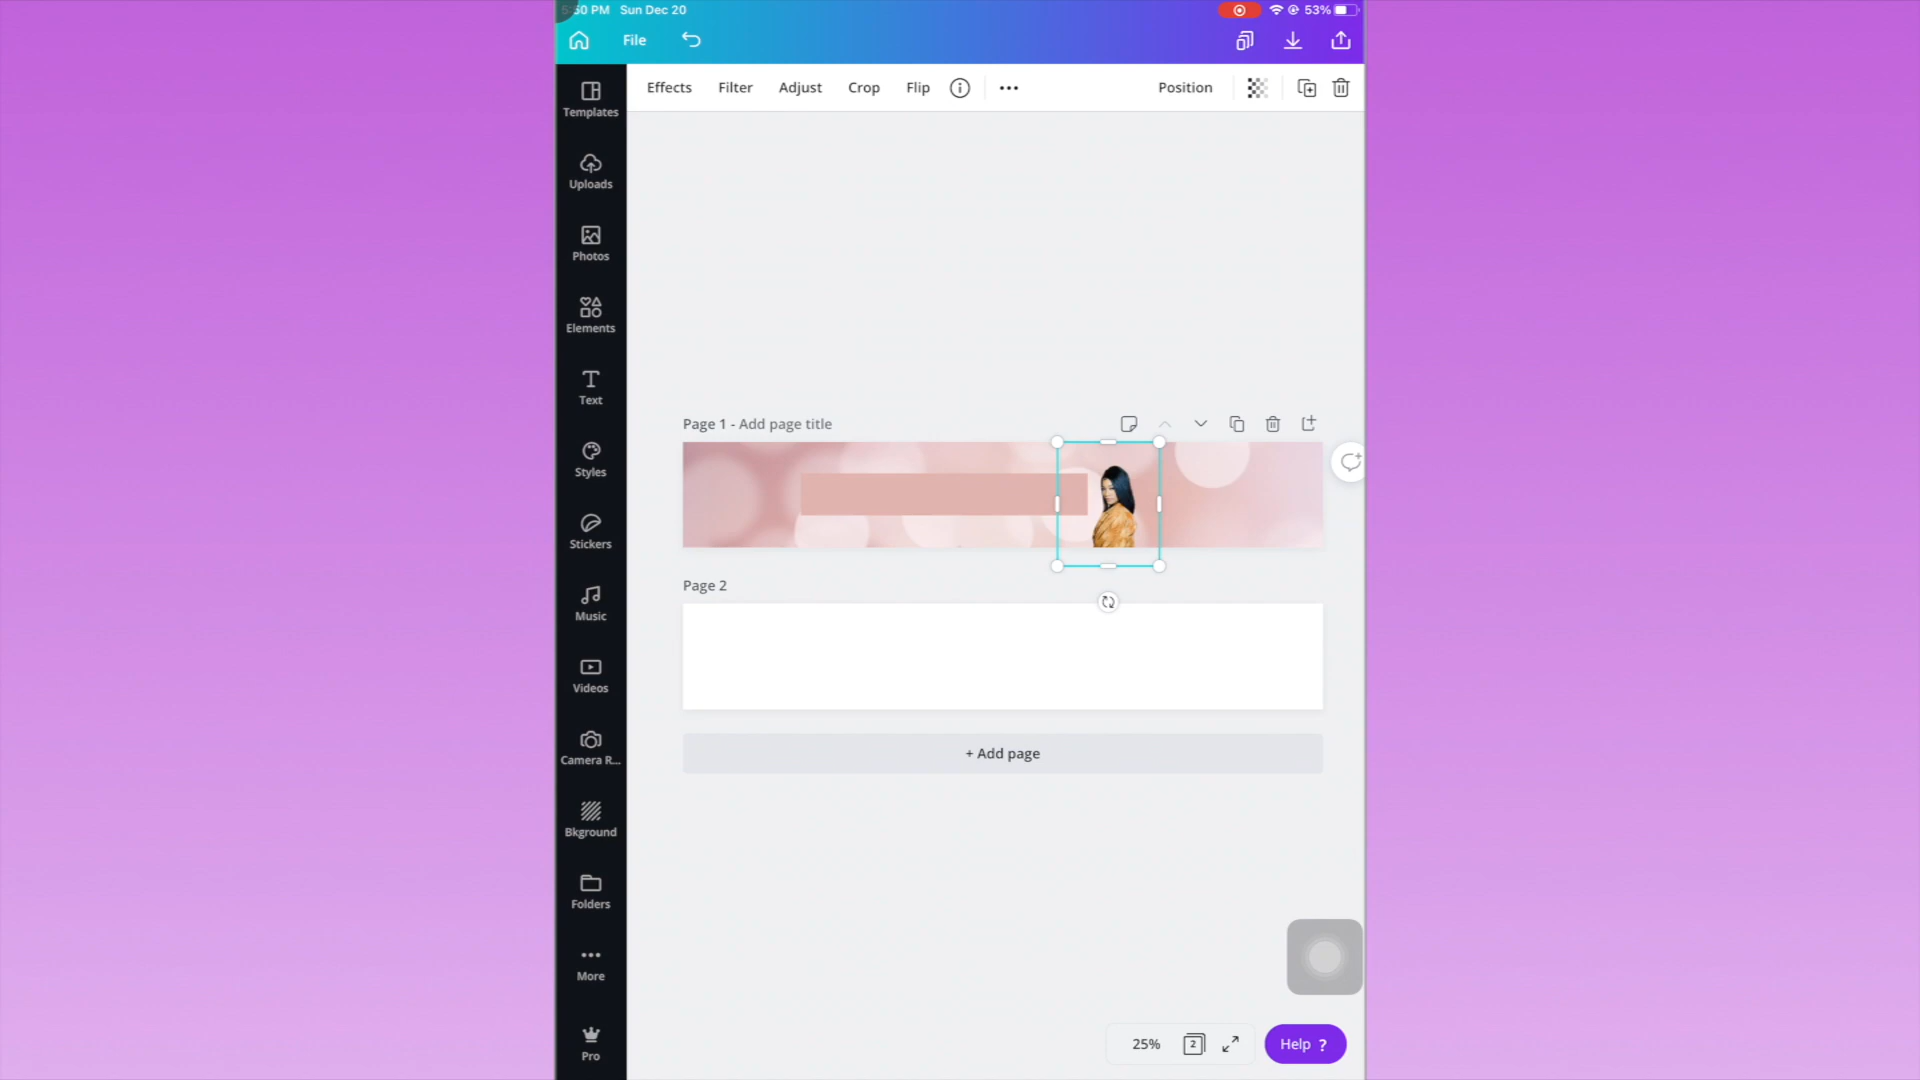 5:50 PM Sun Dec 20
53%
File
Effects
Filter
Adjust
Crop
Flip
Position
Templates
Uploads
Photos
Elements
Text
Styles
Stickers
Music
Videos
Camera R...
Bkground
Folders
More
Pro
Page 1 - Add page title
Page 2
+ Add page
25%
2
Help ?